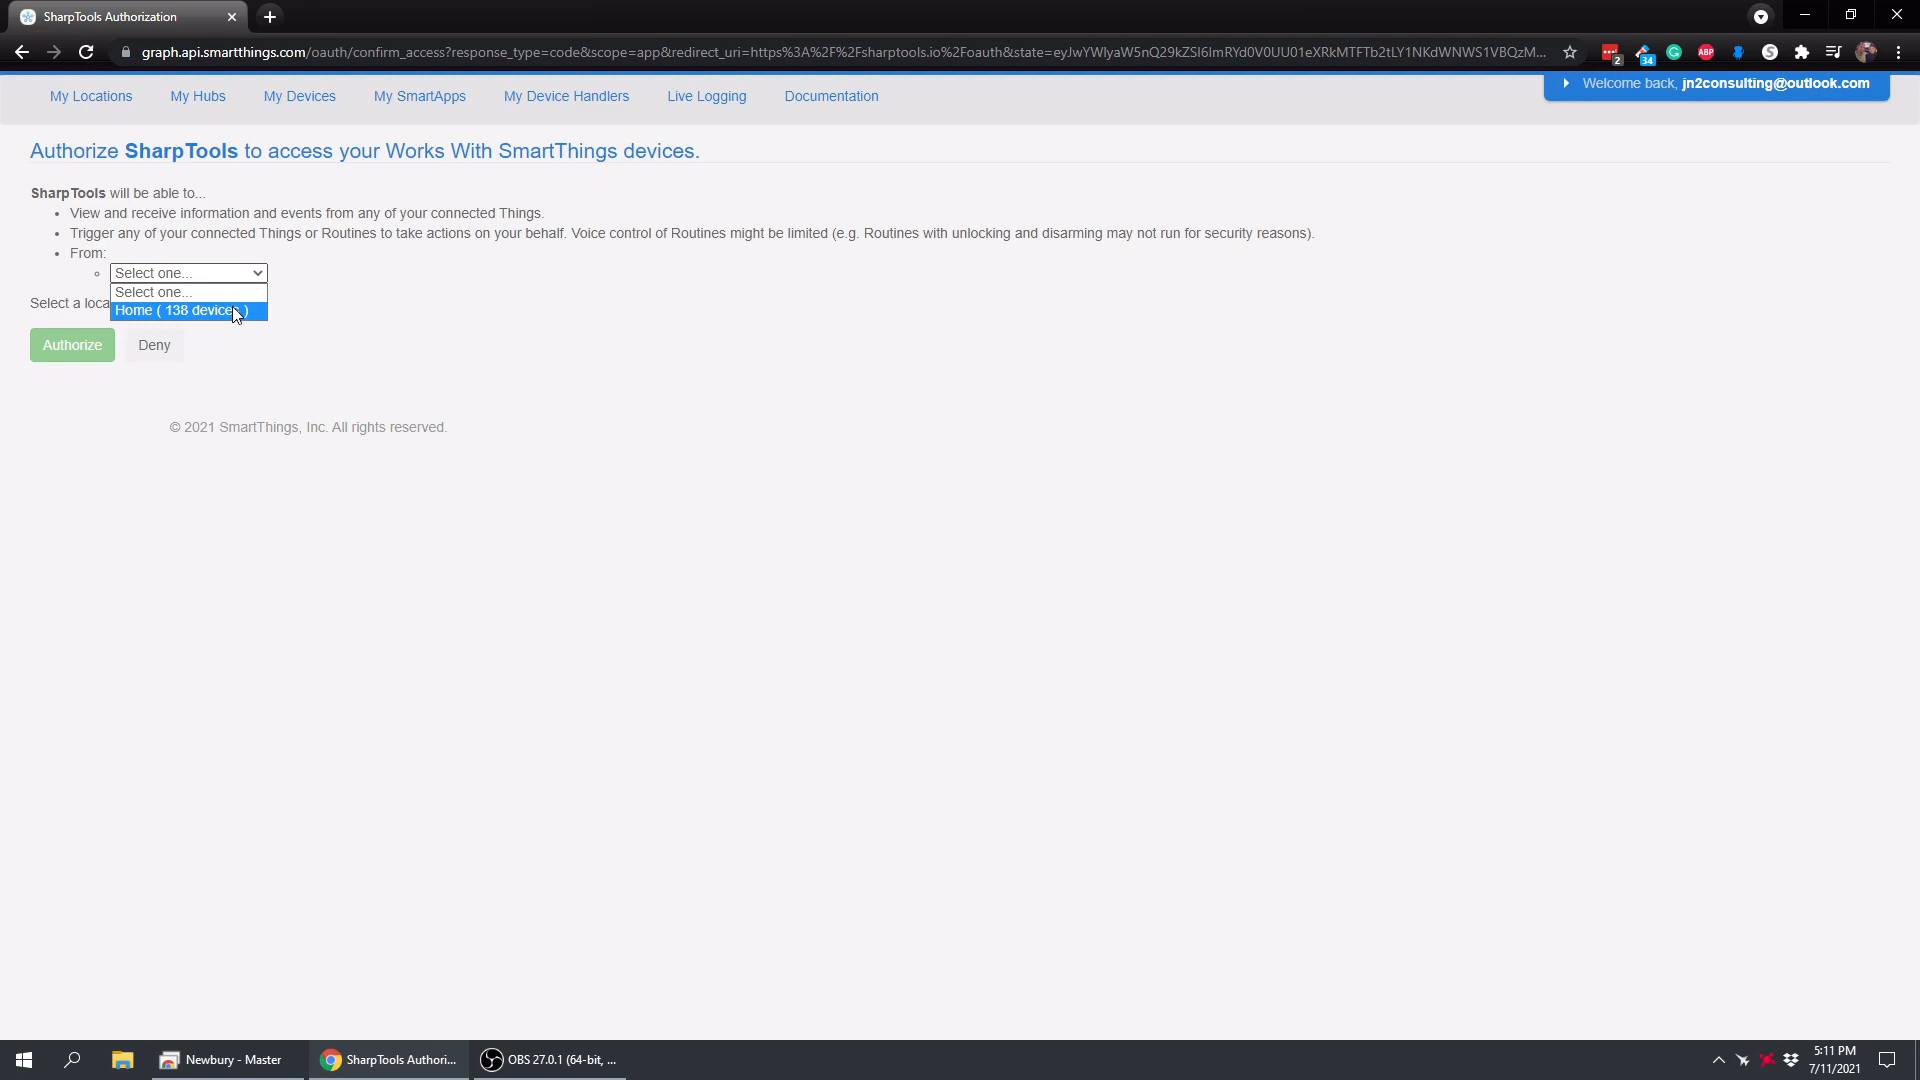 SharpTools Authorization
graph.api.smartthings.com/oauth/confirm_access?response_type=code&scope=app&redirect_uri=https%3A%2F%2Fsharptools.io%2Foauth&state=
2
34
ABP
My Locations
My Hubs
My Devices
My SmartApps
My Device Handlers
Live Logging
Documentation
Welcome back, jn2consulting@outlook.com
Authorize SharpTools to access your Works With SmartThings devices.
SharpTools will be able to...
• View and receive information and events from any of your connected Things.
• Trigger any of your connected Things or Routines to take actions on your behalf. Voice control of Routines might be limited (e.g. Routines with unlocking and disarming may not run for security reasons).
• From:
Select one...
Select one...
Select a loca
Home ( 138 devices )
Authorize
Deny
© 2021 SmartThings, Inc. All rights reserved.
Newbury - Master
SharpTools Authori...
OBS 27.0.1 (64-bit, ...
5:11 PM
7/11/2021